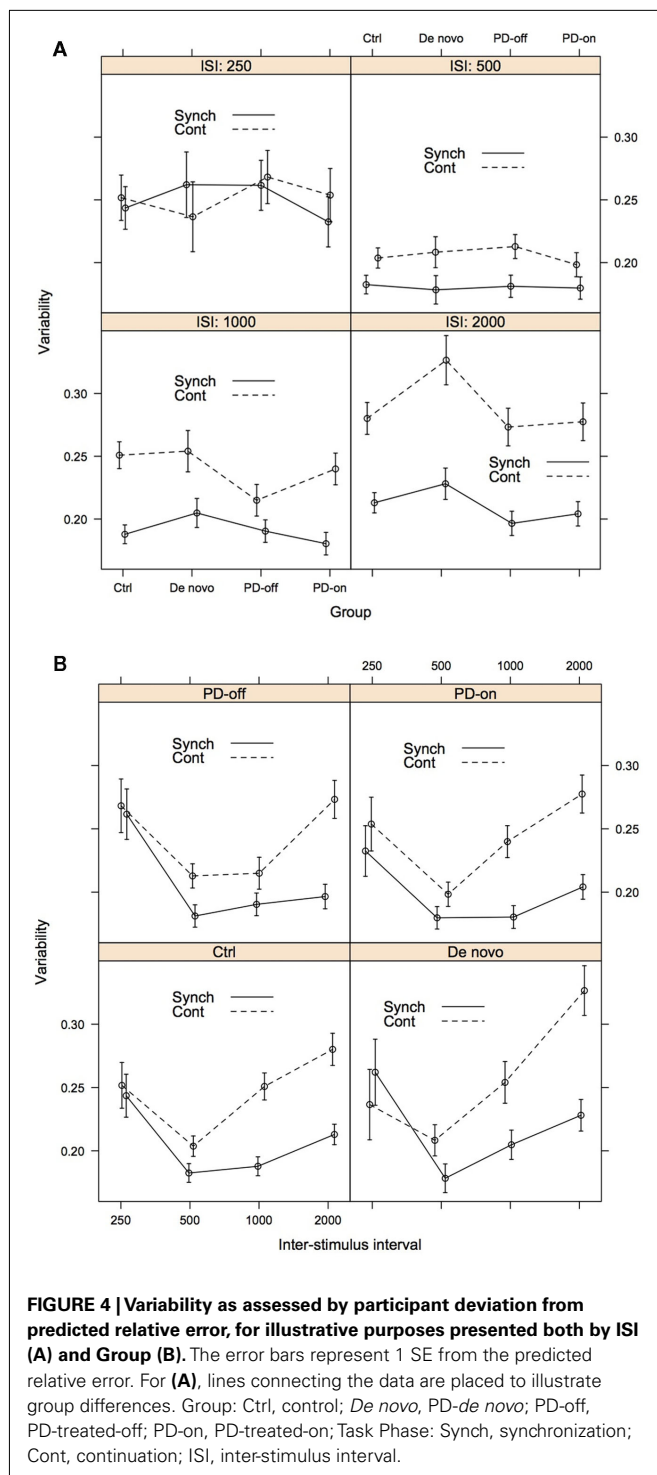 A
Ctrl De novo PD-off PD-on
ISI: 250 ISI: 500
Synch
Cont
Synch
Cont
0.30
0.25
0.20
Variability
ISI: 1000 ISI: 2000
Synch
Cont
Synch
Cont
0.30
0.25
0.20
Ctrl De novo PD-off PD-on
Group
B
250 500 1000 2000
PD-off PD-on
Synch
Cont
Synch
Cont
0.30
0.25
0.20
Variability
Ctrl De novo
Synch
Cont
Synch
Cont
0.30
0.25
0.20
250 500 1000 2000
Inter-stimulus interval
FIGURE 4 | Variability as assessed by participant deviation from
predicted relative error, for illustrative purposes presented both by ISI
(A) and Group (B). The error bars represent 1 SE from the predicted
relative error. For (A), lines connecting the data are placed to illustrate
group differences. Group: Ctrl, control; De novo, PD-de novo; PD-off,
PD-treated-off; PD-on, PD-treated-on; Task Phase: Synch, synchronization;
Cont, continuation; ISI, inter-stimulus interval.